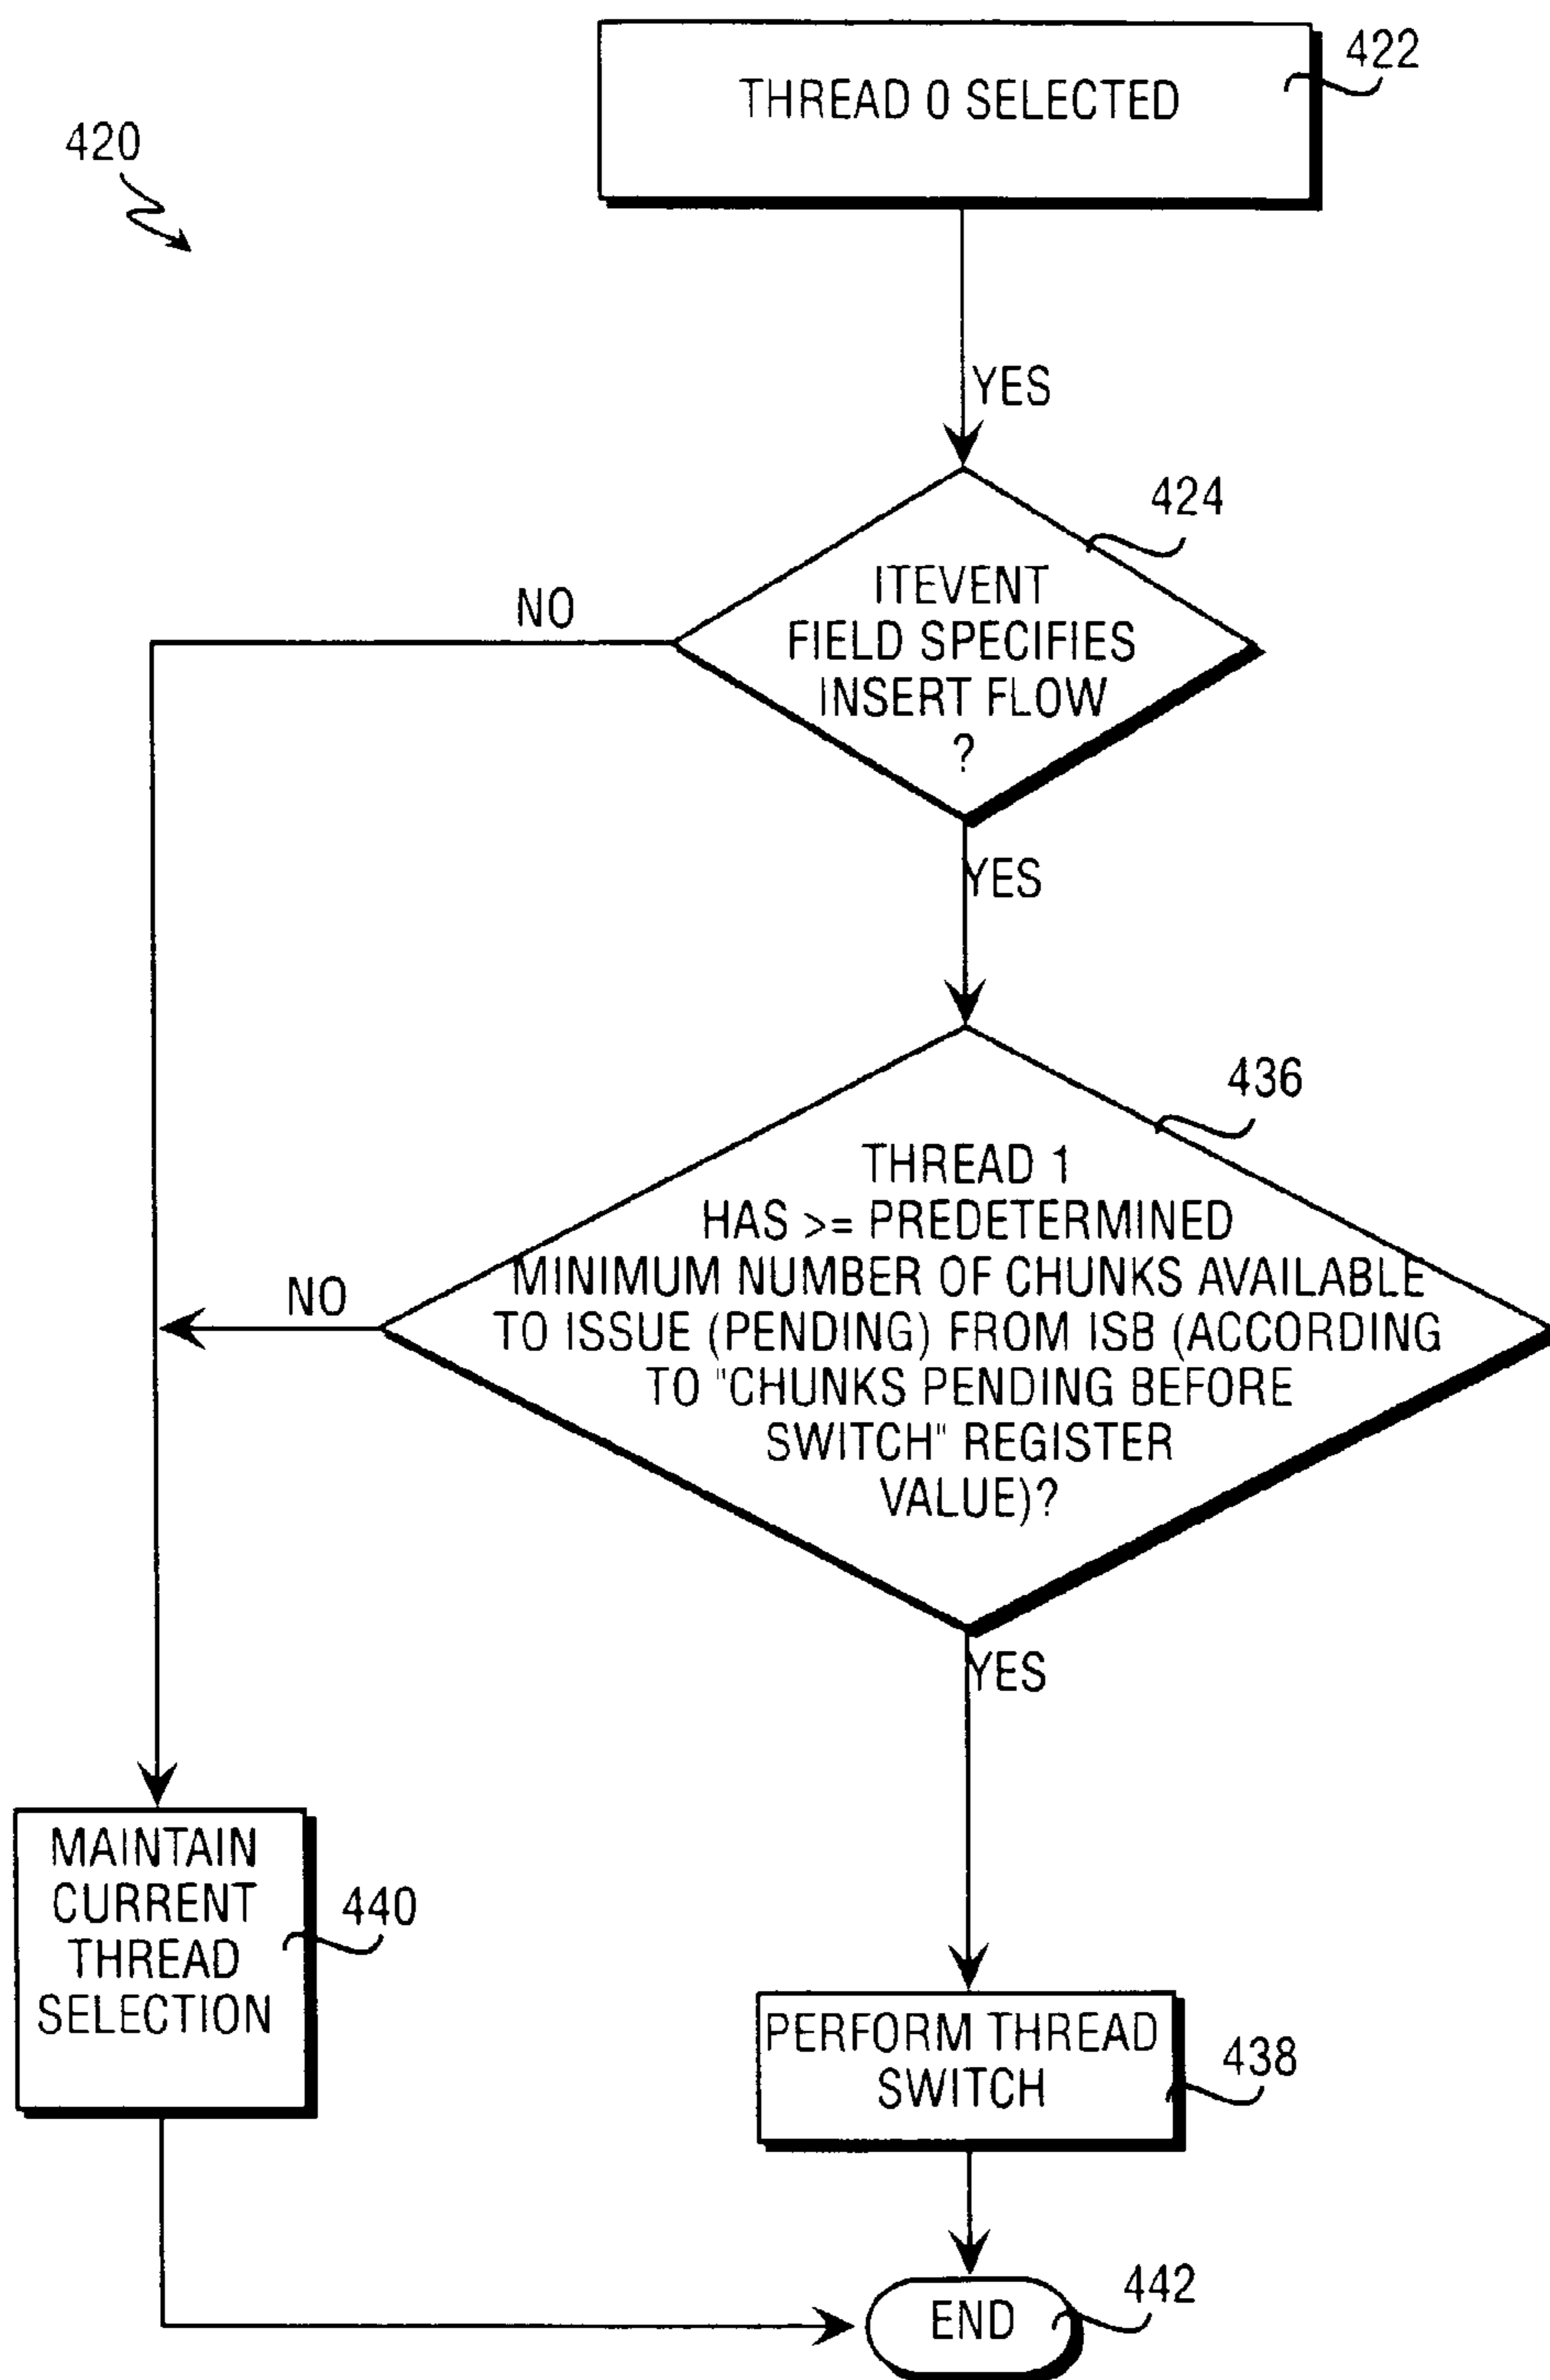 422
THREAD 0 SELECTED
420
YES
424
ITEVENT
FIELD SPECIFIES
INSERT FLOW
?
NO
YES
436
THREAD 1
HAS >= PREDETERMINED
MINIMUM NUMBER OF CHUNKS AVAILABLE
TO ISSUE (PENDING) FROM ISB (ACCORDING
TO "CHUNKS PENDING BEFORE
SWITCH" REGISTER
VALUE)?
NO
YES
MAINTAIN
CURRENT
THREAD
SELECTION
440
PERFORM THREAD
SWITCH
438
END
442